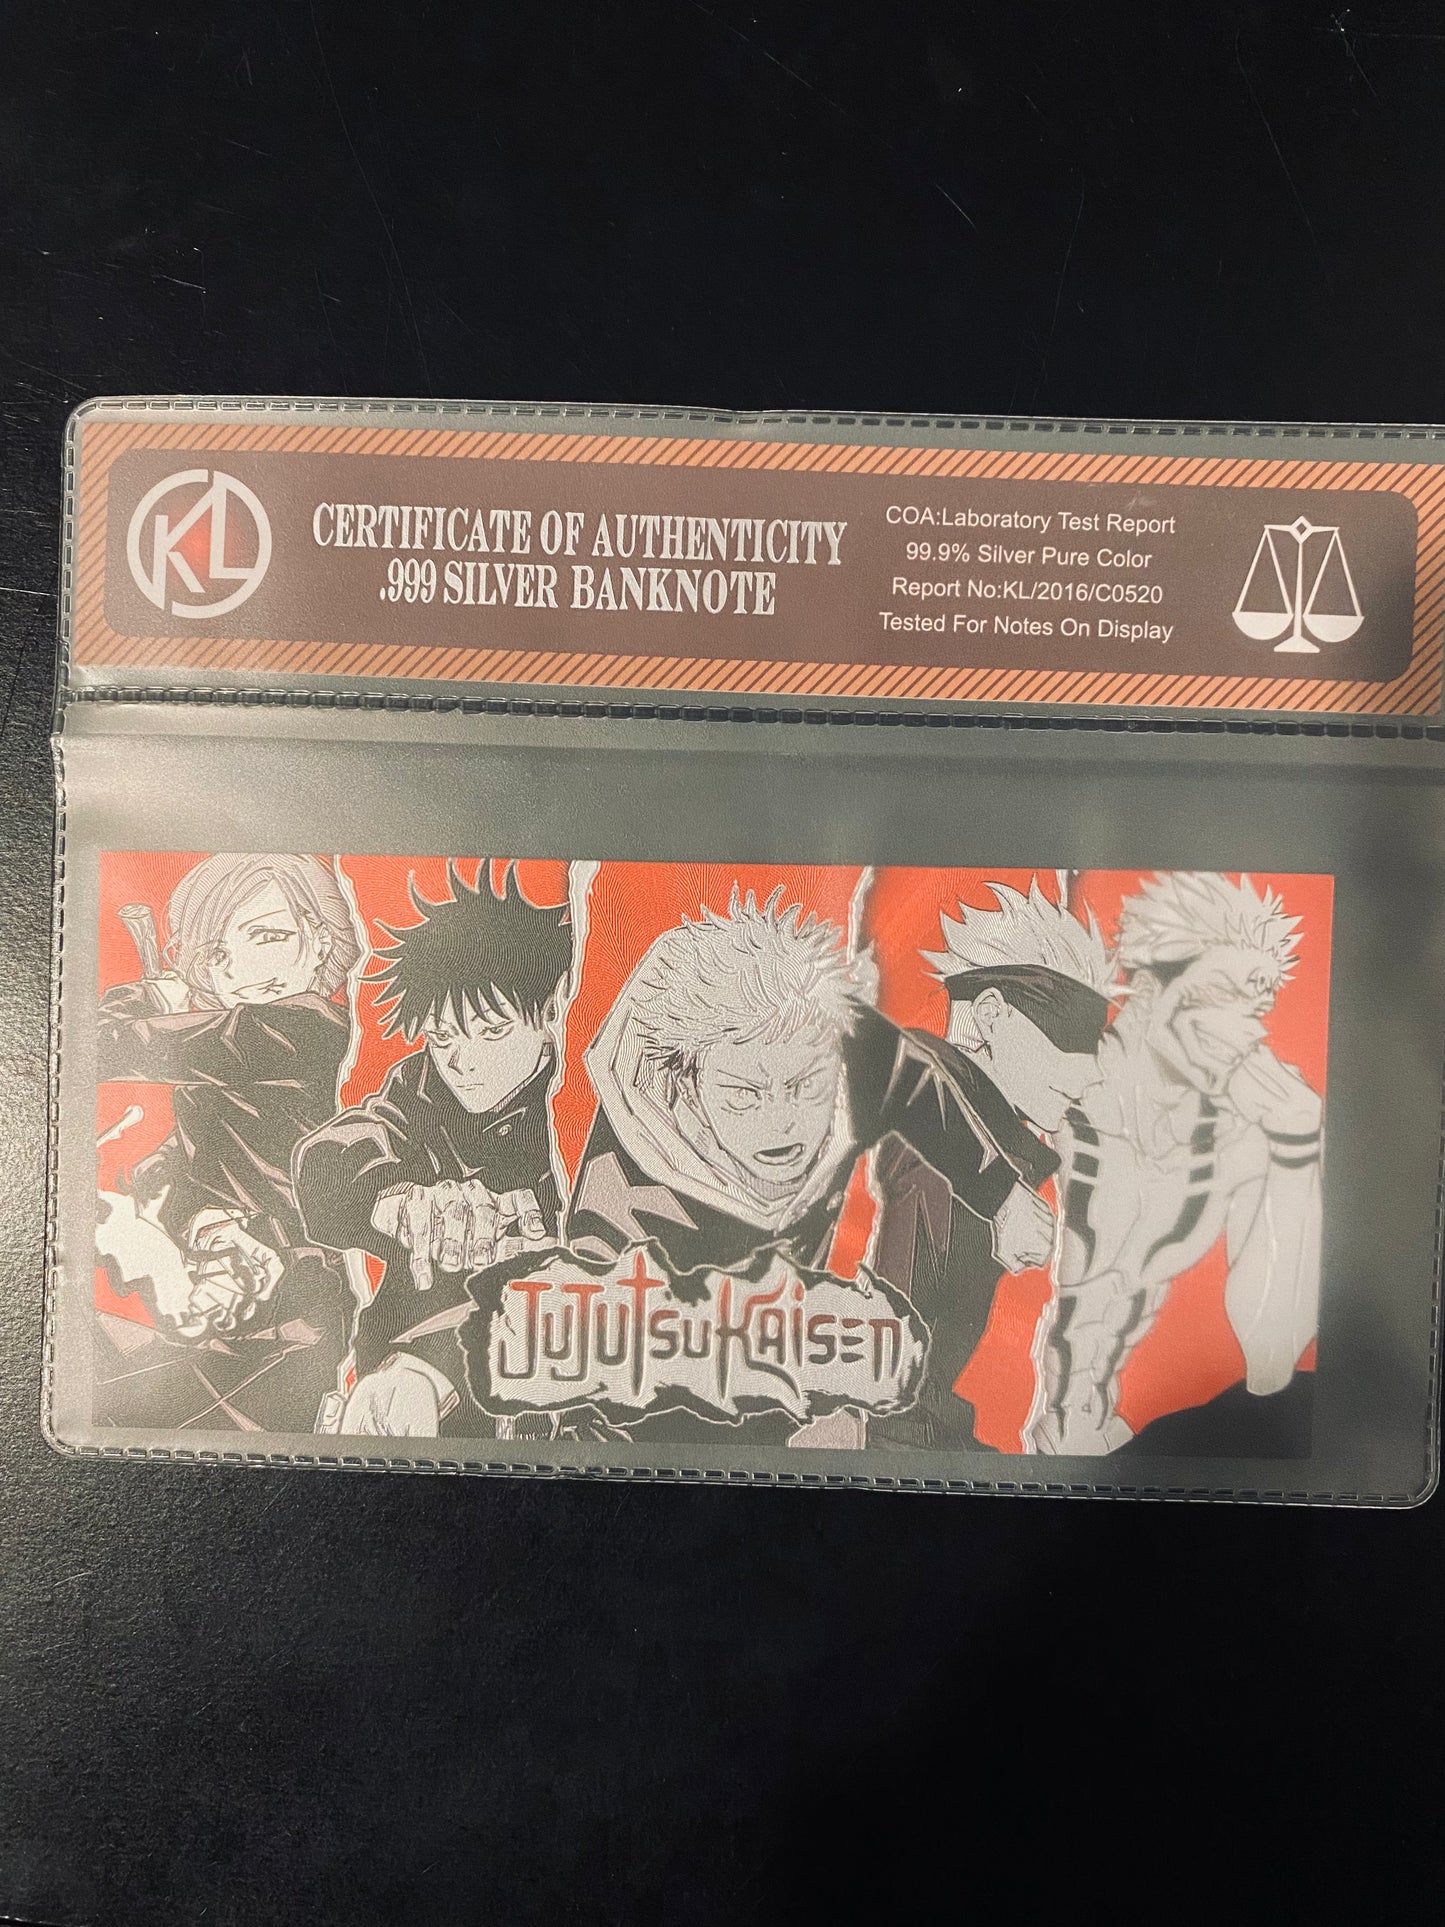 KL
CERTIFICATE OF AUTHENTICITY
.999 SILVER BANKNOTE
COA:Laboratory Test Report
99.9% Silver Pure Color
Report No:KL/2016/C0520
Tested For Notes On Display
JUJUTSU KAISEN